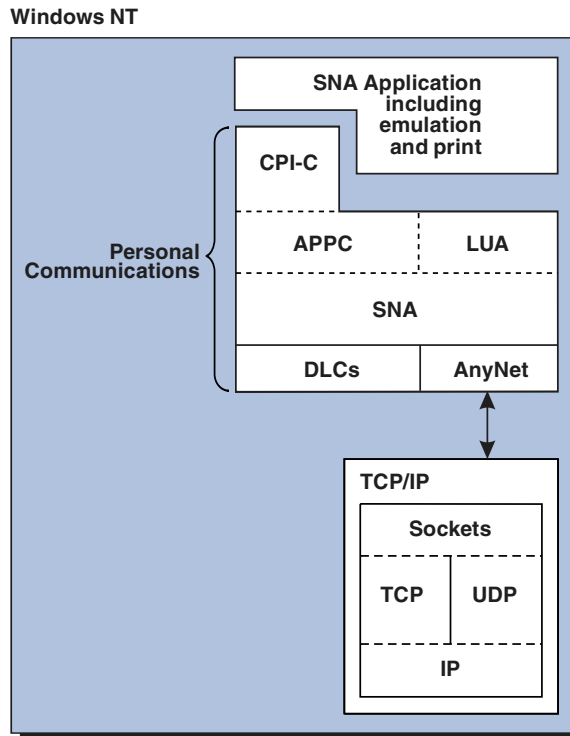 Windows NT
SNA Application
including
emulation
and print
CPI-C
Personal
Communications
APPC
LUA
SNA
DLCs
AnyNet
TCP/IP
Sockets
TCP
UDP
IP